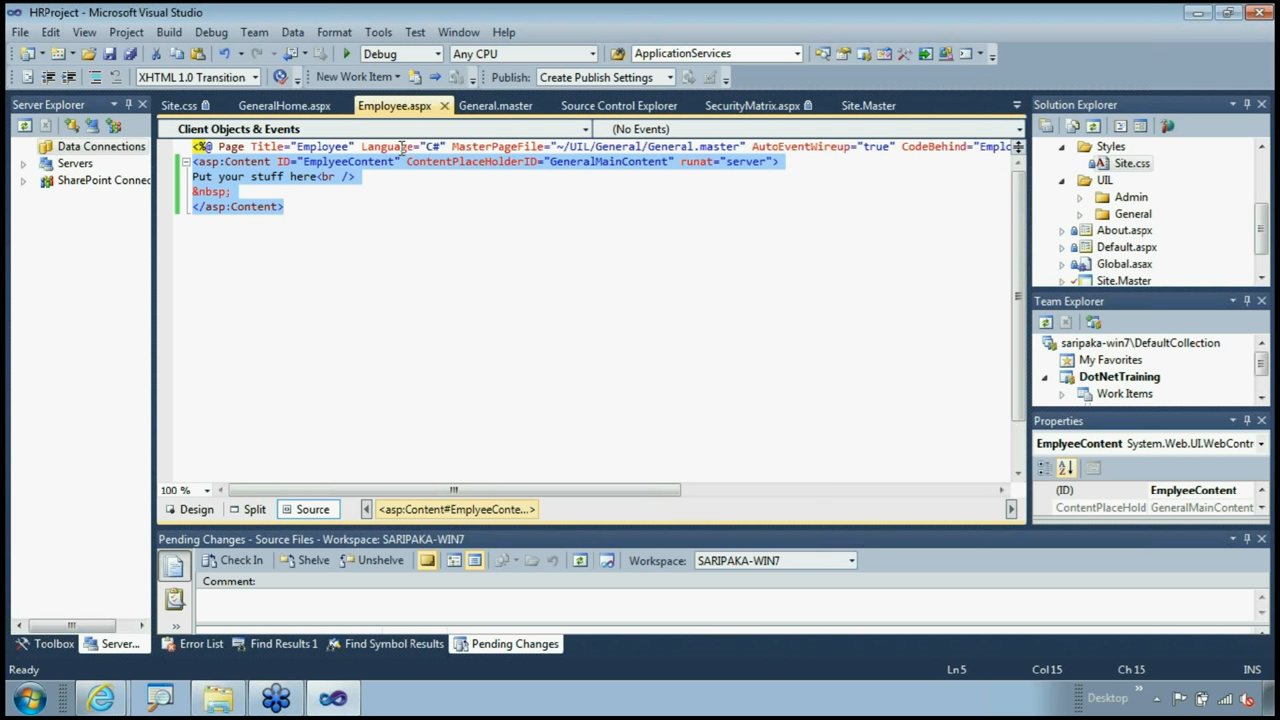 HRProject - Microsoft Visual Studio
File Edit View Project Build Debug Team Data Format Tools Test Window Help
Debug Any CPU ApplicationServices
XHTML 1.0 Transition New Work Item Publish: Create Publish Settings
Server Explorer
Data Connections
Servers
SharePoint Connec
Site.css GeneralHome.aspx Employee.aspx General.master Source Control Explorer SecurityMatrix.aspx Site.Master
Client Objects & Events (No Events)
<%@ Page Title="Employee" Language="C#" MasterPageFile="~/UIL/General/General.master" AutoEventWireup="true" CodeBehind="Emplo
<asp:Content ID="EmplyeeContent" ContentPlaceHolderID="GeneralMainContent" runat="server">
Put your stuff here<br />
&nbsp;
</asp:Content>
100 %
Design Split Source <asp:Content#EmplyeeConte...>
Solution Explorer
Styles
Site.css
UIL
Admin
General
About.aspx
Default.aspx
Global.asax
Site.Master
Team Explorer
saripaka-win7\DefaultCollection
My Favorites
DotNetTraining
Work Items
Properties
EmplyeeContent System.Web.UI.WebContr
(ID) EmplyeeContent
ContentPlaceHold GeneralMainContent
Pending Changes - Source Files - Workspace: SARIPAKA-WIN7
Check In Shelve Unshelve Workspace: SARIPAKA-WIN7
Comment:
Toolbox Server... Error List Find Results 1 Find Symbol Results Pending Changes
Ready Ln 5 Col 15 Ch 15 INS
Desktop